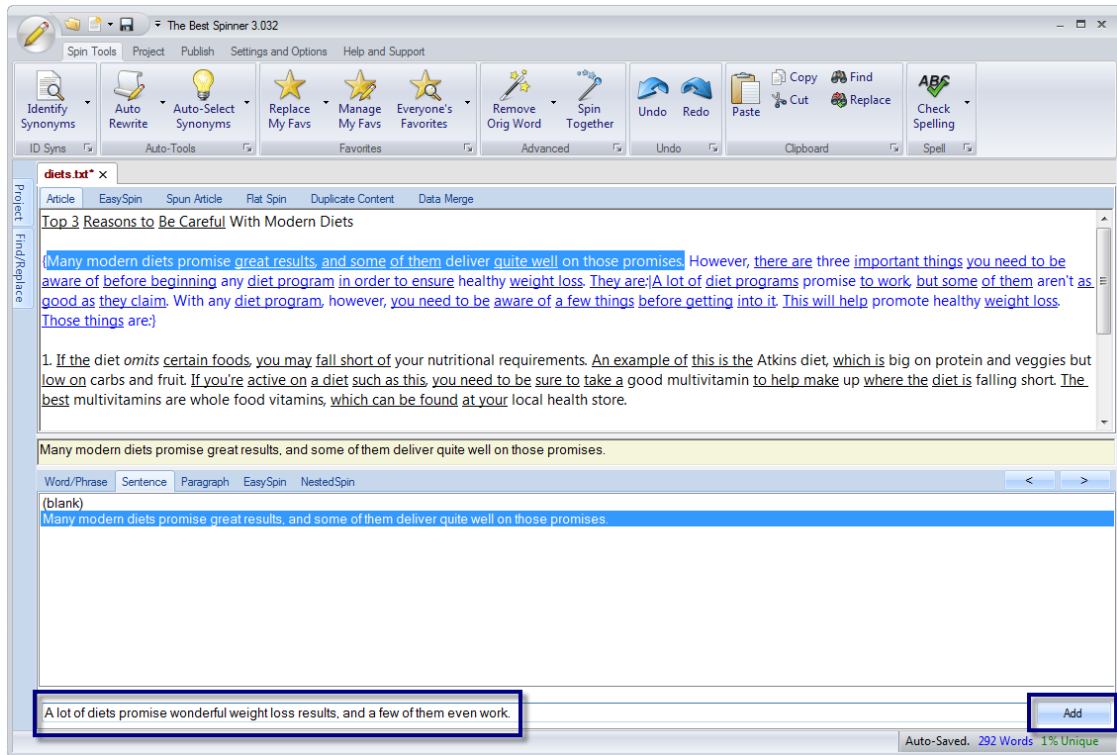 The Best Spinner 3.032
Spin Tools Project Publish Settings and Options Help and Support
Identify Synonyms
Auto Rewrite
Auto-Select Synonyms
Replace My Favs
Manage My Favs
Everyone's Favorites
Remove Orig Word
Spin Together
Undo
Redo
Paste
Copy
Cut
Find
Replace
ABC
Check Spelling
ID Syns Auto-Tools Favorites Advanced Undo Clipboard Spell
Project
Find/Replace
diets.txt* x
Article EasySpin Spun Article Flat Spin Duplicate Content Data Merge
Top 3 Reasons to Be Careful With Modern Diets
{Many modern diets promise great results, and some of them deliver quite well on those promises. However, there are three important things you need to be
aware of before beginning any diet program in order to ensure healthy weight loss. They are:|A lot of diet programs promise to work, but some of them aren't as
good as they claim. With any diet program, however, you need to be aware of a few things before getting into it. This will help promote healthy weight loss.
Those things are:}
1. If the diet omits certain foods, you may fall short of your nutritional requirements. An example of this is the Atkins diet, which is big on protein and veggies but
low on carbs and fruit. If you're active on a diet such as this, you need to be sure to take a good multivitamin to help make up where the diet is falling short. The
best multivitamins are whole food vitamins, which can be found at your local health store.
Many modern diets promise great results, and some of them deliver quite well on those promises.
Word/Phrase Sentence Paragraph EasySpin NestedSpin < >
(blank)
Many modern diets promise great results, and some of them deliver quite well on those promises.
A lot of diets promise wonderful weight loss results, and a few of them even work. Add
Auto-Saved. 292 Words 1% Unique